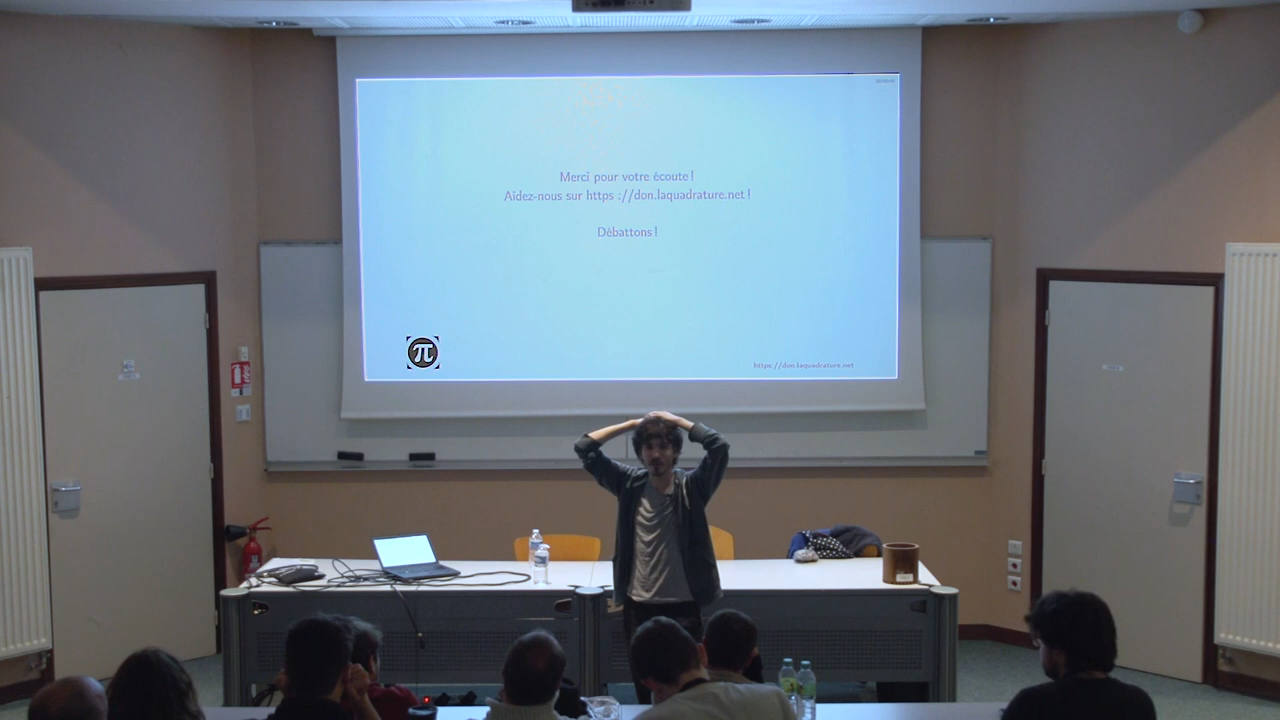 Merci pour votre écoute !
Aidez-nous sur https ://don.laquadrature.net !
Débattons !
π
https://don.laquadrature.net